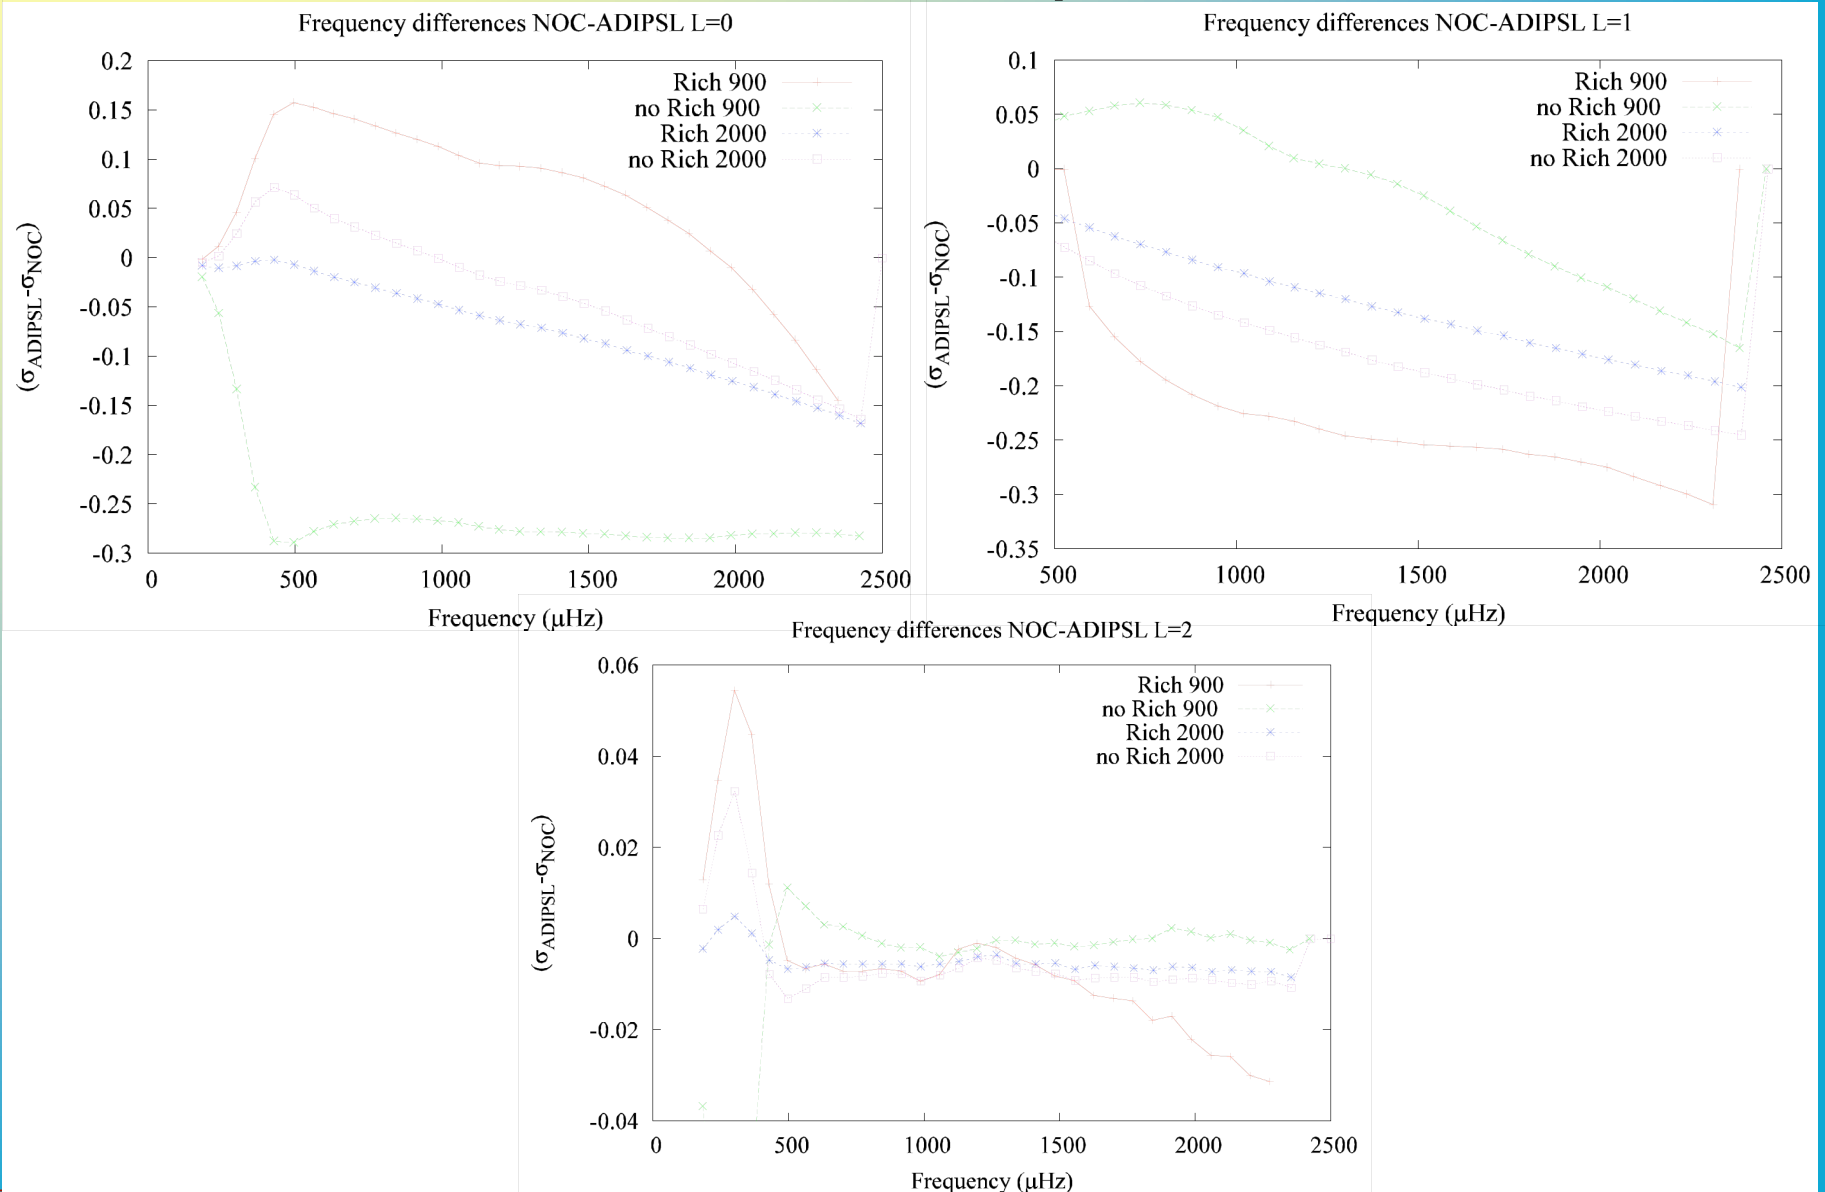 Frequency differences NOC-ADIPSL L=0
0.2
0.15
0.1
0.05
0
-0.05
-0.1
-0.15
-0.2
-0.25
-0.3
0 500 1000 1500 2000 2500
Frequency (μHz)
(σADIPSL-σNOC)
Rich 900
no Rich 900
Rich 2000
no Rich 2000
Frequency differences NOC-ADIPSL L=1
0.1
0.05
0
-0.05
-0.1
-0.15
-0.2
-0.25
-0.3
-0.35
500 1000 1500 2000 2500
Frequency (μHz)
(σADIPSL-σNOC)
Rich 900
no Rich 900
Rich 2000
no Rich 2000
Frequency differences NOC-ADIPSL L=2
0.06
0.04
0.02
0
-0.02
-0.04
0 500 1000 1500 2000 2500
Frequency (μHz)
(σADIPSL-σNOC)
Rich 900
no Rich 900
Rich 2000
no Rich 2000